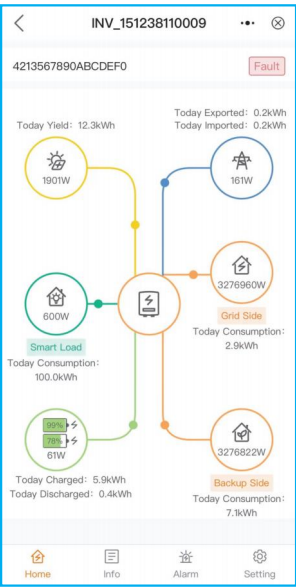 INV_151238110009
4213567890ABCDEF0
Fault
Today Exported: 0.2kWh
Today Imported: 0.2kWh
Today Yield: 12.3kWh
1901W
161W
3276960W
Grid Side
Today Consumption:
2.9kWh
600W
Smart Load
Today Consumption:
100.0kWh
99%
78%
61W
Today Charged: 5.9kWh
Today Discharged: 0.4kWh
3276822W
Backup Side
Today Consumption:
7.1kWh
Home
Info
Alarm
Setting